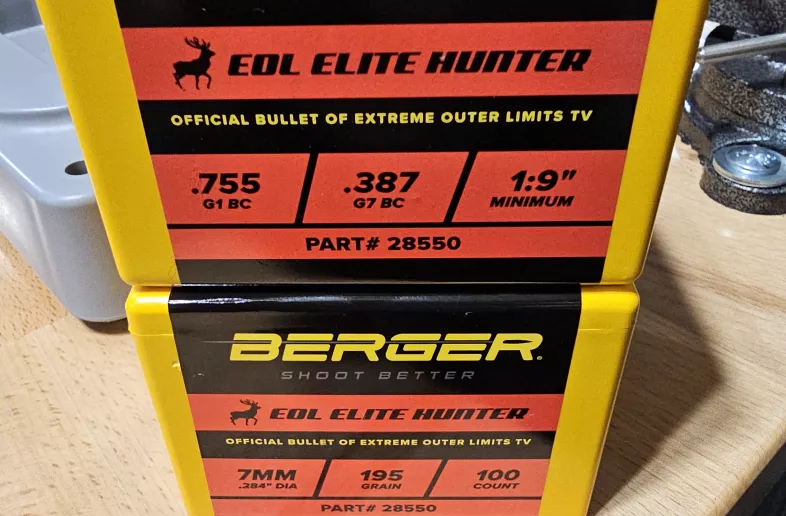 EOL ELITE HUNTER
OFFICIAL BULLET OF EXTREME OUTER LIMITS TV
.755 .387 1:9"
G1 BC G7 BC MINIMUM
PART# 28550
BERGER.
SHOOT BETTER
EOL ELITE HUNTER
OFFICIAL BULLET OF EXTREME OUTER LIMITS TV
7MM 195 100
.284" DIA GRAIN COUNT
PART# 28550